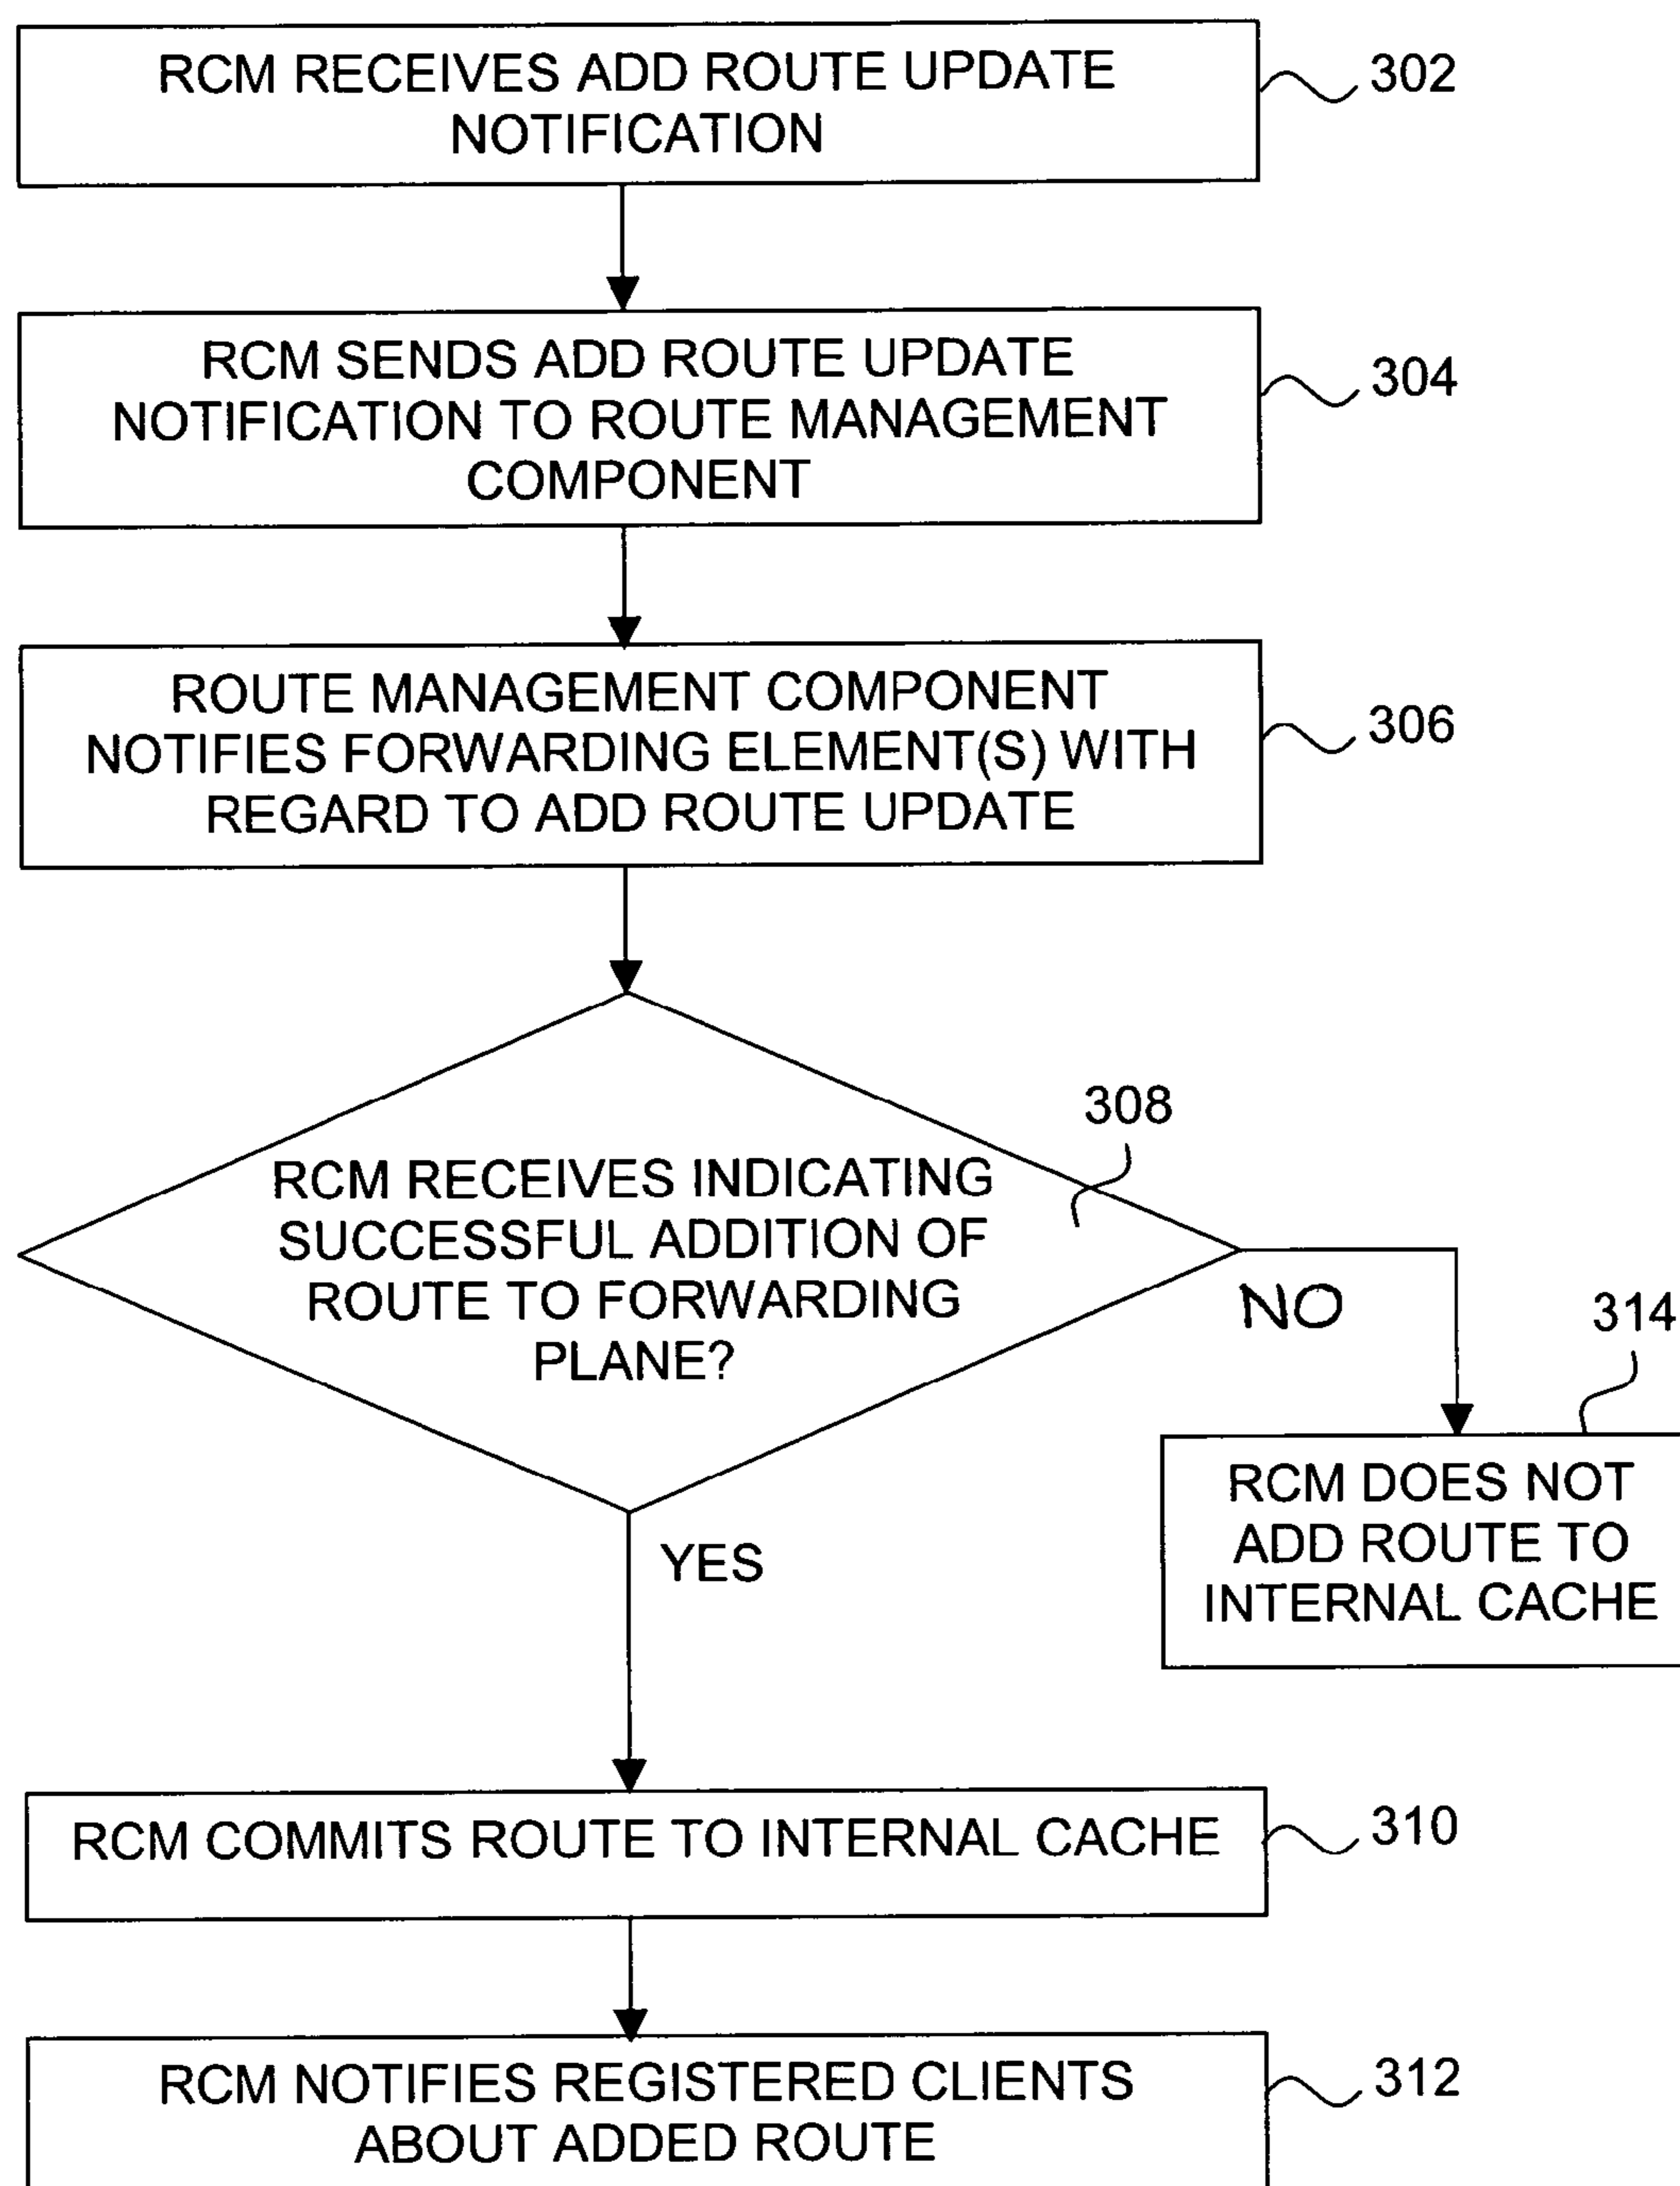 RCM RECEIVES ADD ROUTE UPDATE
NOTIFICATION
302
RCM SENDS ADD ROUTE UPDATE
NOTIFICATION TO ROUTE MANAGEMENT
COMPONENT
304
ROUTE MANAGEMENT COMPONENT
NOTIFIES FORWARDING ELEMENT(S) WITH
REGARD TO ADD ROUTE UPDATE
306
308
RCM RECEIVES INDICATING
SUCCESSFUL ADDITION OF
ROUTE TO FORWARDING
PLANE?
NO
314
RCM DOES NOT
ADD ROUTE TO
INTERNAL CACHE
YES
RCM COMMITS ROUTE TO INTERNAL CACHE
310
RCM NOTIFIES REGISTERED CLIENTS
ABOUT ADDED ROUTE
312